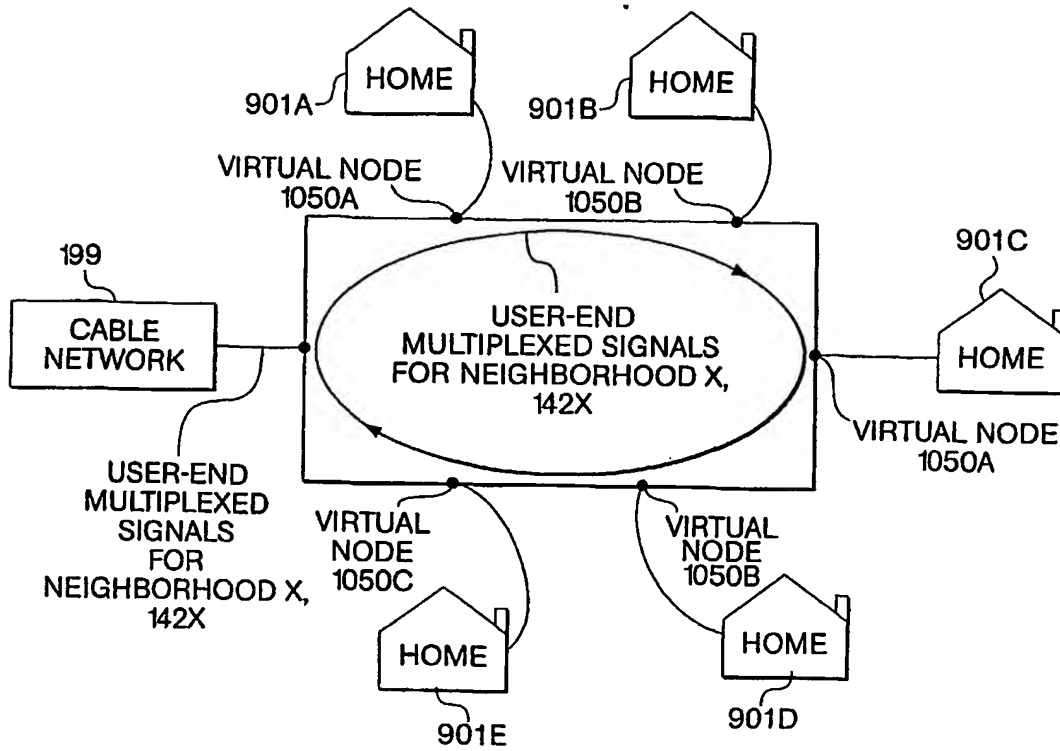 HOME
901A
HOME
901B
VIRTUAL NODE
1050A
VIRTUAL NODE
1050B
901C
HOME
199
CABLE
NETWORK
USER-END
MULTIPLEXED SIGNALS
FOR NEIGHBORHOOD X,
142X
VIRTUAL NODE
1050A
USER-END
MULTIPLEXED
SIGNALS
FOR
NEIGHBORHOOD X,
142X
VIRTUAL
NODE
1050C
VIRTUAL
NODE
1050B
HOME
901E
HOME
901D